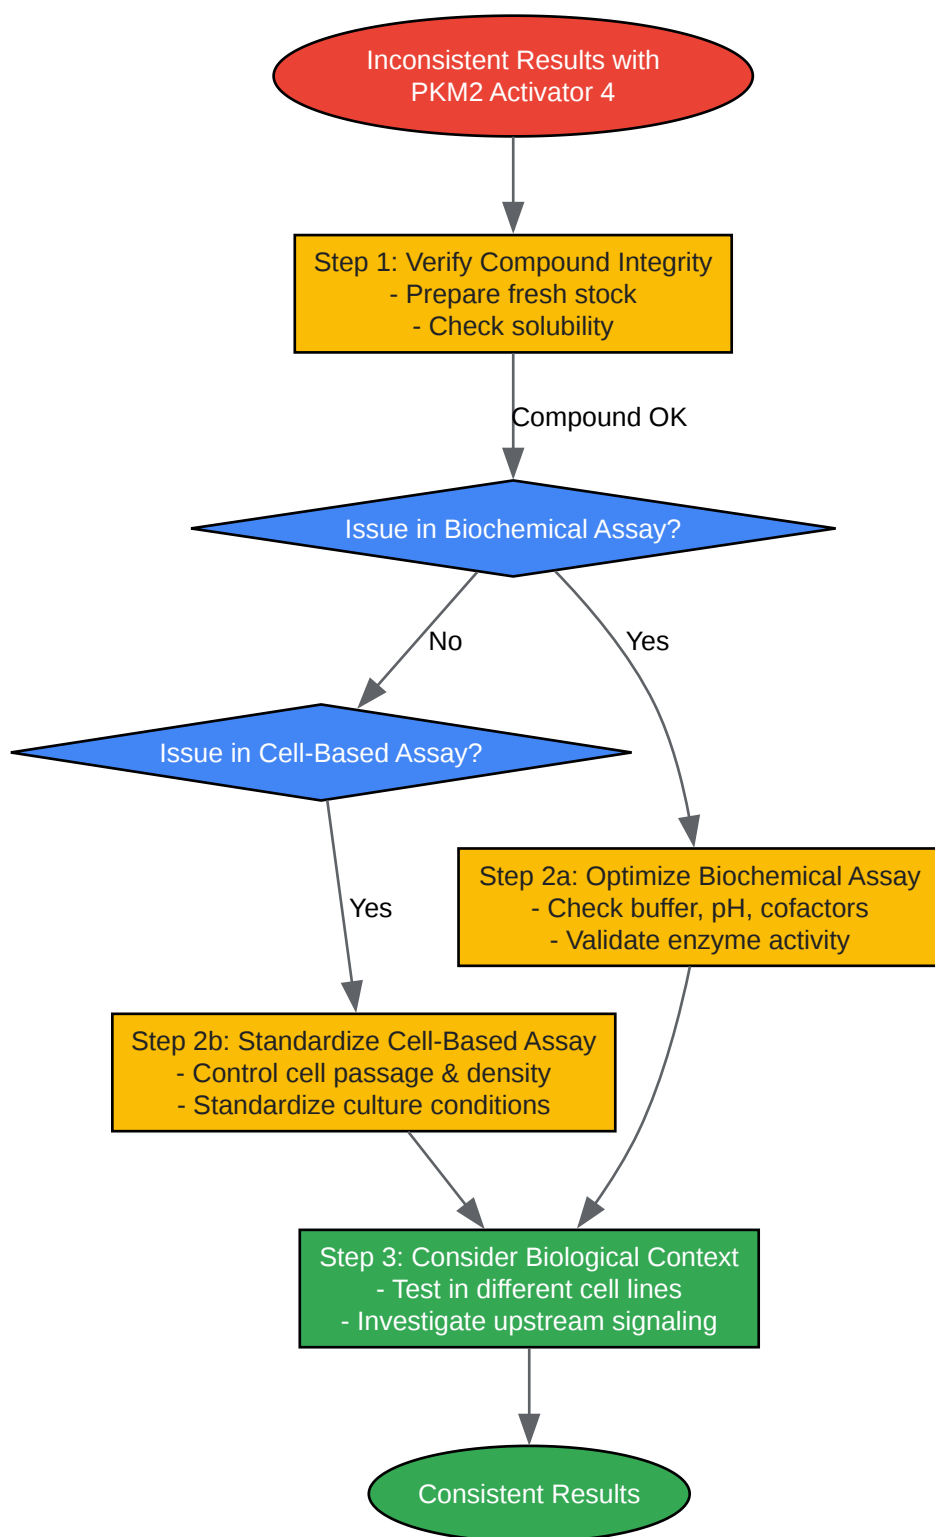 Inconsistent Results with
PKM2 Activator 4
Step 1: Verify Compound Integrity
- Prepare fresh stock
- Check solubility
Compound OK
Issue in Biochemical Assay?
No
Yes
Issue in Cell-Based Assay?
Yes
Step 2a: Optimize Biochemical Assay
- Check buffer, pH, cofactors
- Validate enzyme activity
Step 2b: Standardize Cell-Based Assay
- Control cell passage & density
- Standardize culture conditions
Step 3: Consider Biological Context
- Test in different cell lines
- Investigate upstream signaling
Consistent Results